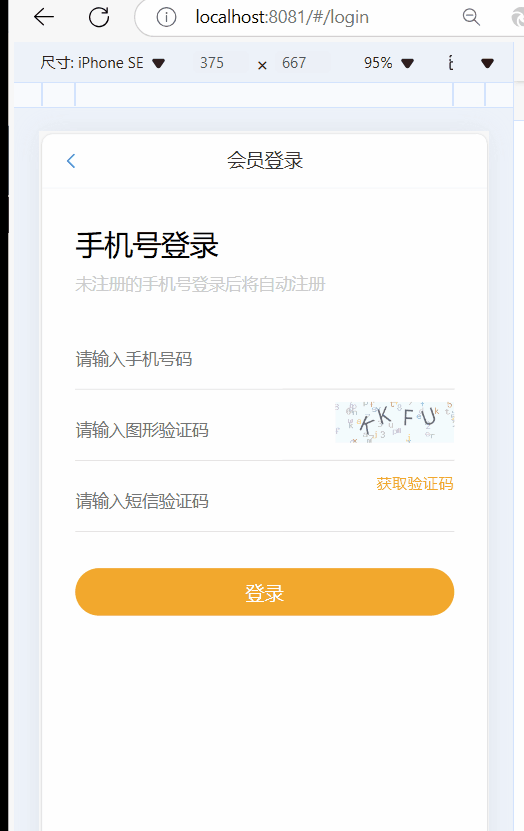 localhost:8081/#/login
尺寸: iPhone SE 375 × 667 95%
会员登录
手机号登录
未注册的手机号登录后将自动注册
请输入手机号码
请输入图形验证码 KKFU
请输入短信验证码 获取验证码
登录